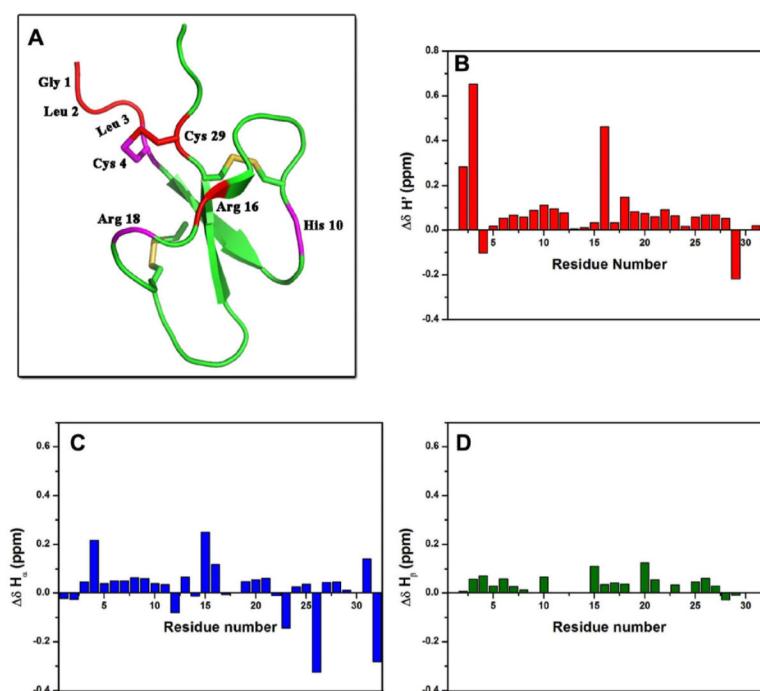 A
Gly 1
Leu 2
Leu 3
Cys 4
Cys 29
Arg 18
Arg 16
His 10
B
Δδ H' (ppm)
0.8
0.6
0.4
0.2
0.0
-0.2
-0.4
5 10 15 20 25 30
Residue Number
C
Δδ Hα (ppm)
0.6
0.4
0.2
0.0
-0.2
-0.4
5 10 15 20 25 30
Residue number
D
Δδ Hβ (ppm)
0.6
0.4
0.2
0.0
-0.2
-0.4
5 10 15 20 25 30
Residue number